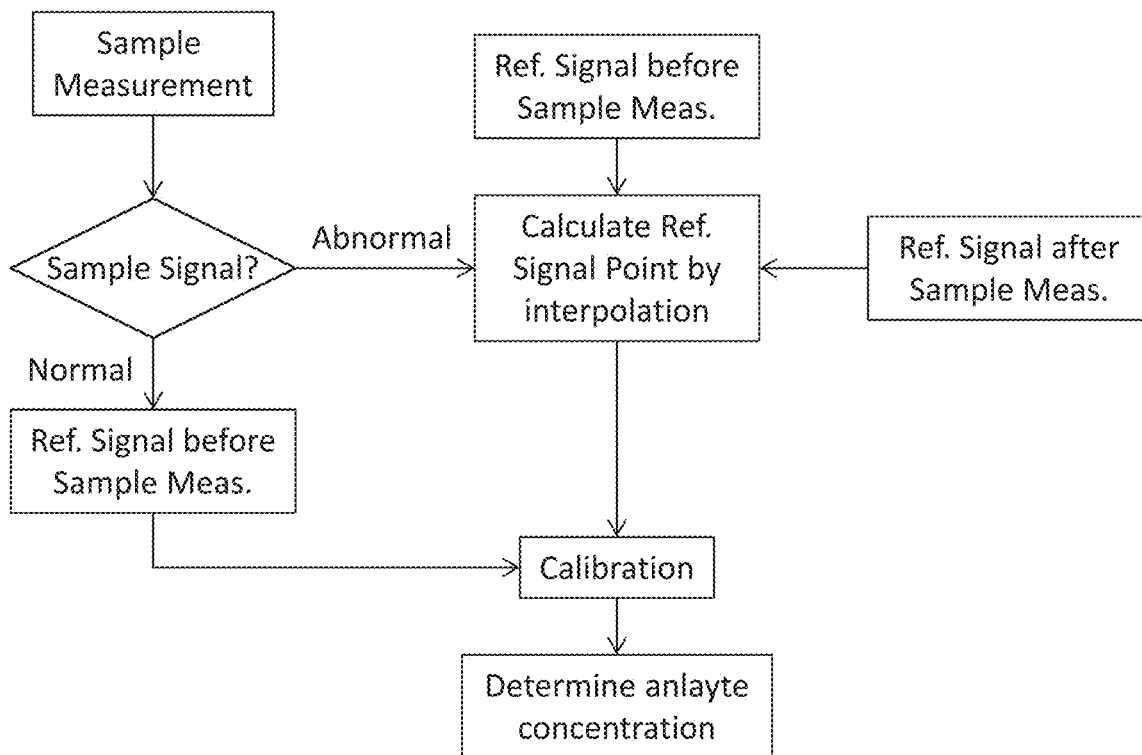 Sample
Measurement
Ref. Signal before
Sample Meas.
Sample Signal?
Abnormal
Calculate Ref.
Signal Point by
interpolation
Ref. Signal after
Sample Meas.
Normal
Ref. Signal before
Sample Meas.
Calibration
Determine anlayte
concentration